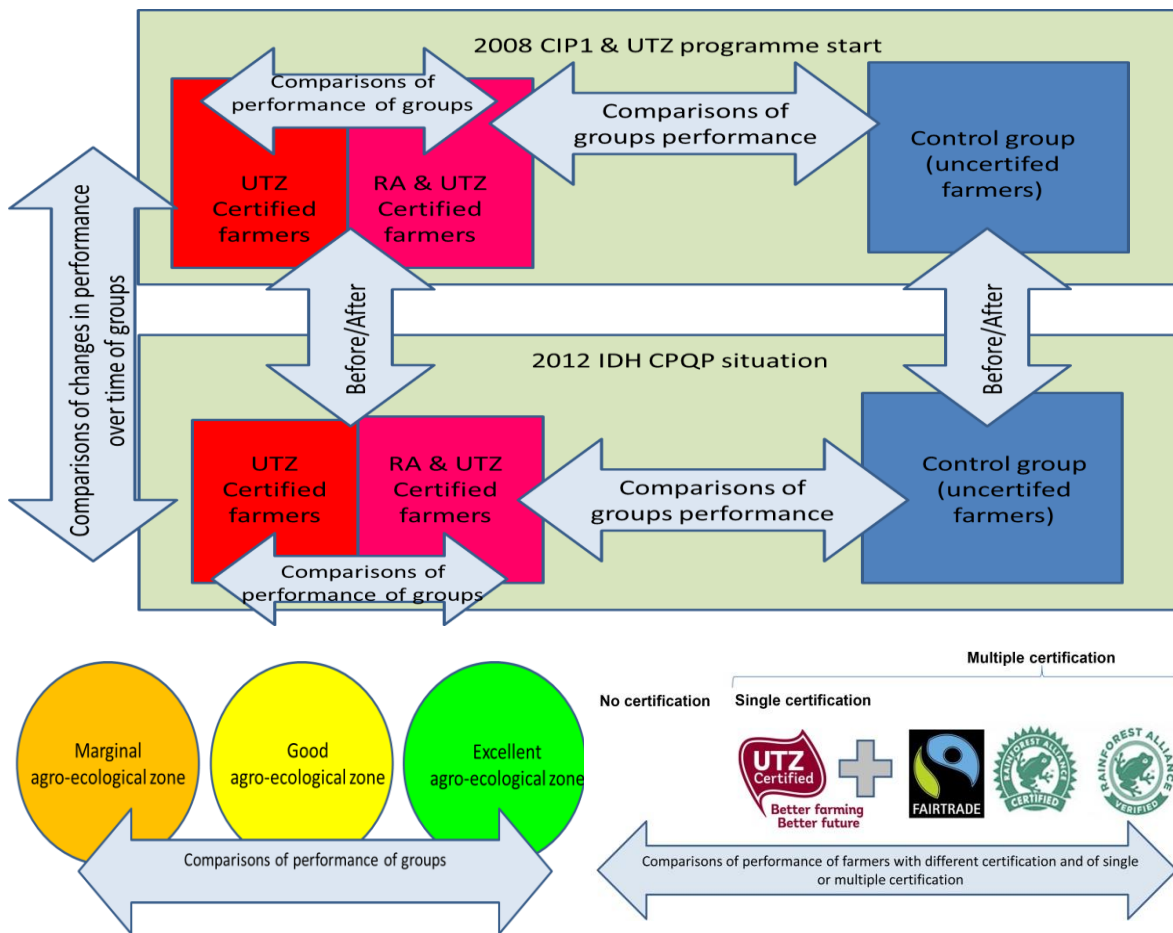 2008 CIP1 & UTZ programme start
Comparisons of
performance of groups
Comparisons of
groups performance
UTZ
Certified
farmers
RA & UTZ
Certified
farmers
Control group
(uncertifed
farmers)
Comparisons of changes in performance
over time of groups
Before/After
Before/After
2012 IDH CPQP situation
UTZ
Certified
farmers
RA & UTZ
Certified
farmers
Comparisons of
groups performance
Control group
(uncertifed
farmers)
Comparisons of
performance of groups
Marginal
agro-ecological zone
Good
agro-ecological zone
Excellent
agro-ecological zone
Comparisons of performance of groups
Multiple certification
No certification
Single certification
UTZ
Certified
Better farming
Better future
FAIRTRADE
RAINFOREST ALLIANCE
CERTIFIED
RAINFOREST ALLIANCE
VERIFIED
Comparisons of performance of farmers with different certification and of single
or multiple certification